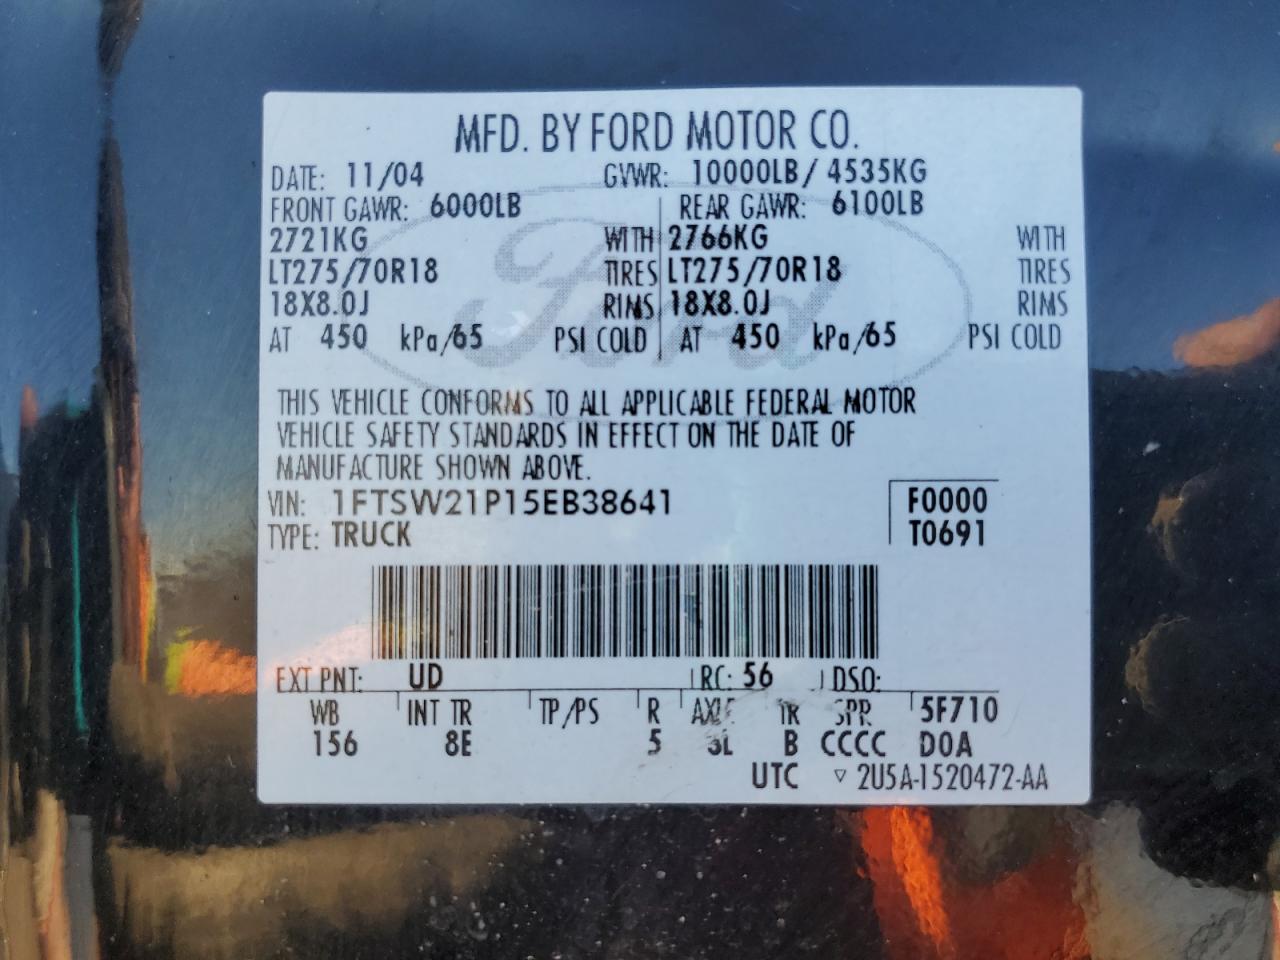 MFD. BY FORD MOTOR CO.
DATE: 11/04 GVWR: 10000LB/ 4535KG
FRONT GAWR: 6000LB REAR GAWR: 6100LB
2721KG WITH 2766KG WITH
LT275/70R18 TIRES LT275/70R18 TIRES
18X8.0J RIMS 18X8.0J RIMS
AT 450 kPa/65 PSI COLD AT 450 kPa/65 PSI COLD
Ford
THIS VEHICLE CONFORMS TO ALL APPLICABLE FEDERAL MOTOR
VEHICLE SAFETY STANDARDS IN EFFECT ON THE DATE OF
MANUFACTURE SHOWN ABOVE.
VIN: 1FTSW21P15EB38641 F0000
TYPE: TRUCK T0691
EXT PNT: UD RC: 56 DSO:
WB INT TR TP/PS R AXLE TR SPR 5F710
156 8E 5 B CCCC D0A
UTC ▽ 2U5A-1520472-AA